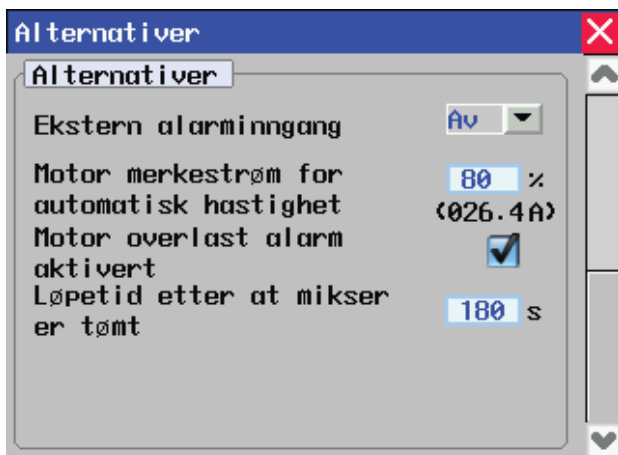 Alternativer
Alternativer
Ekstern alarminngang
Av
Motor merkestrøm for
automatisk hastighet
80 %
(026.4A)
Motor overlast alarm
aktivert
Løpetid etter at mikser
er tømt
180 s